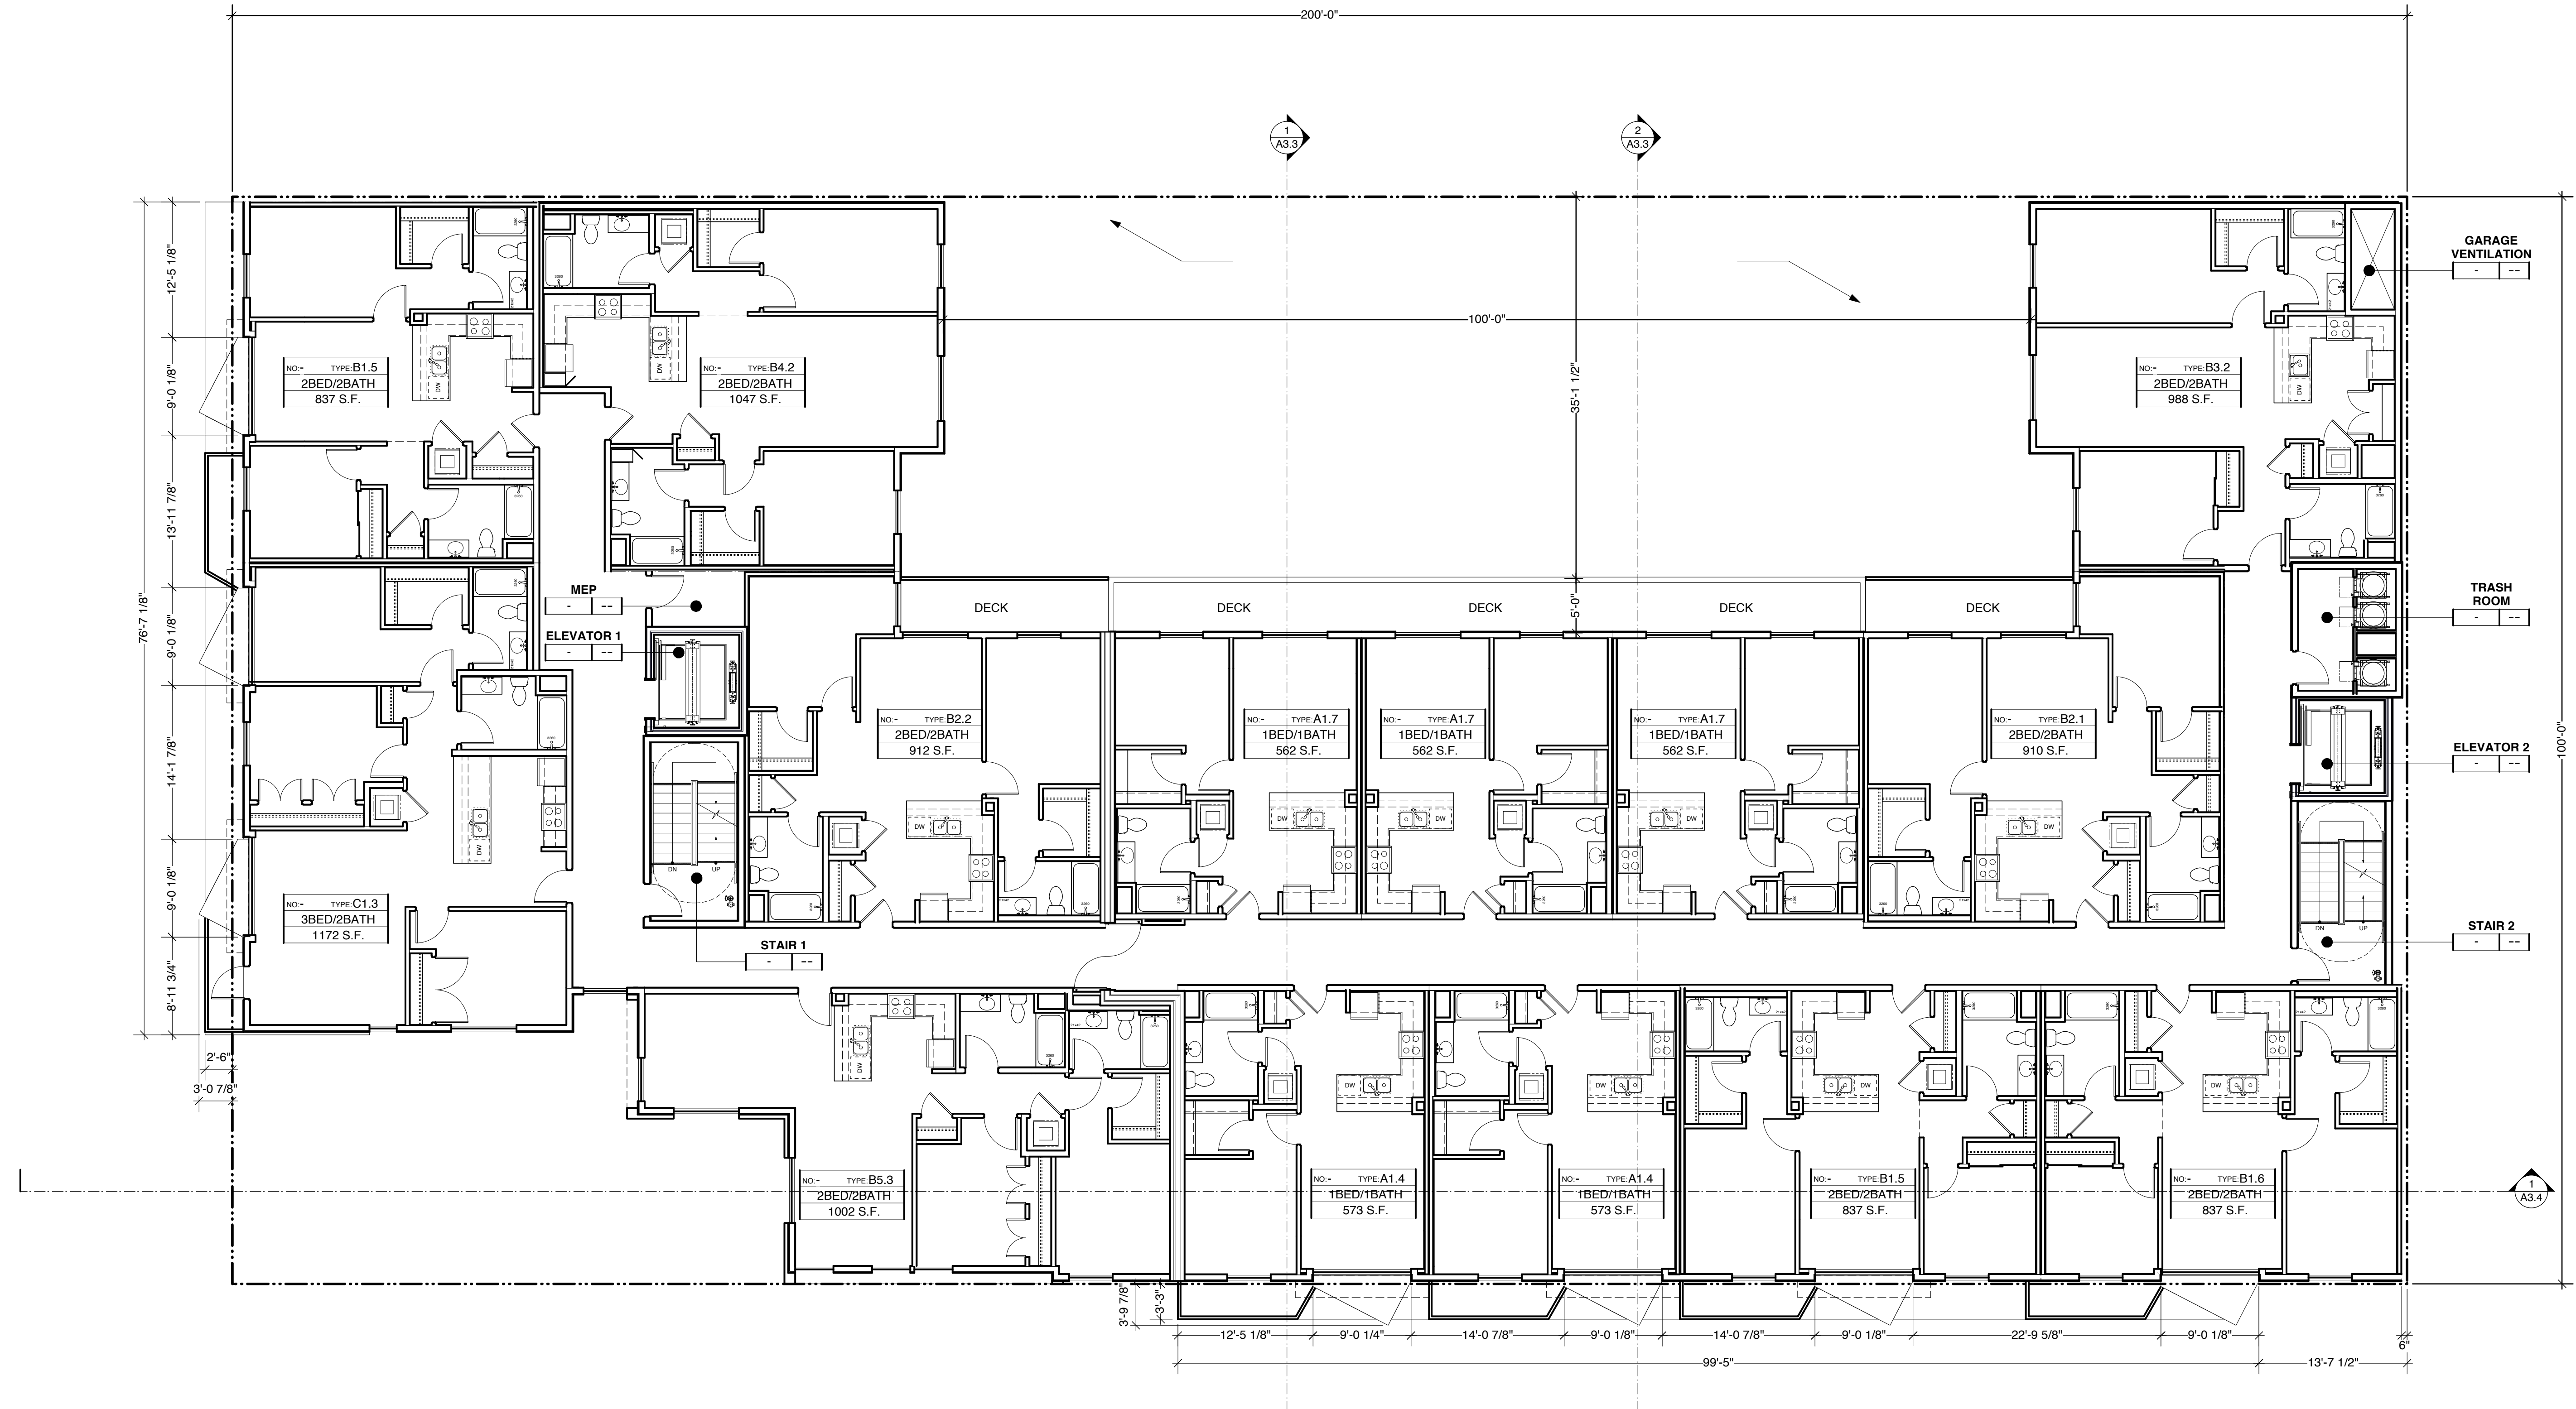 200'-0"
1
A3.3
2
A3.3
GARAGE
VENTILATION
- --
12'-5 1/8"
9'-0 1/8"
13'-11 7/8"
9'-0 1/8"
14'-1 7/8"
9'-0 1/8"
8'-11 3/4"
76'-7 1/8"
2'-6"
3'-0 7/8"
100'-0"
35'-1 1/2"
5'-0"
100'-0"
NO:- TYPE:B1.5
2BED/2BATH
837 S.F.
DW
NO:- TYPE:B4.2
2BED/2BATH
1047 S.F.
DW
NO:- TYPE:B3.2
2BED/2BATH
988 S.F.
DW
MEP
- --
ELEVATOR 1
- --
DECK
DECK
DECK
DECK
DECK
TRASH
ROOM
- --
NO:- TYPE:B2.2
2BED/2BATH
912 S.F.
DW
NO:- TYPE:A1.7
1BED/1BATH
562 S.F.
DW
NO:- TYPE:A1.7
1BED/1BATH
562 S.F.
DW
NO:- TYPE:A1.7
1BED/1BATH
562 S.F.
DW
NO:- TYPE:B2.1
2BED/2BATH
910 S.F.
DW
ELEVATOR 2
- --
DN UP
DN UP
NO:- TYPE:C1.3
3BED/2BATH
1172 S.F.
DW
STAIR 1
- --
STAIR 2
- --
NO:- TYPE:B5.3
2BED/2BATH
1002 S.F.
DW
NO:- TYPE:A1.4
1BED/1BATH
573 S.F.
DW
NO:- TYPE:A1.4
1BED/1BATH
573 S.F.
DW
NO:- TYPE:B1.5
2BED/2BATH
837 S.F.
DW
NO:- TYPE:B1.6
2BED/2BATH
837 S.F.
DW
1
A3.4
3'-9 7/8"
3'-3"
12'-5 1/8"
9'-0 1/4"
14'-0 7/8"
9'-0 1/8"
14'-0 7/8"
9'-0 1/8"
22'-9 5/8"
9'-0 1/8"
6"
99'-5"
13'-7 1/2"